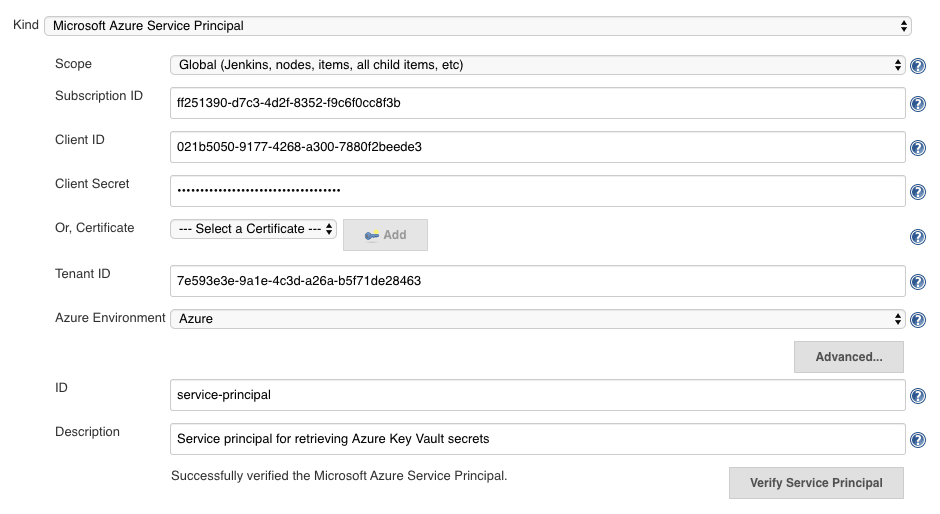 Kind Microsoft Azure Service Principal
Scope Global (Jenkins, nodes, items, all child items, etc)
Subscription ID ff251390-d7c3-4d2f-8352-f9c6f0cc8f3b
Client ID 021b5050-9177-4268-a300-7880f2beede3
Client Secret ••••••••••••••••••••••••••••••••••••
Or, Certificate --- Select a Certificate --- Add
Tenant ID 7e593e3e-9a1e-4c3d-a26a-b5f71de28463
Azure Environment Azure
Advanced...
ID service-principal
Description Service principal for retrieving Azure Key Vault secrets
Successfully verified the Microsoft Azure Service Principal. Verify Service Principal